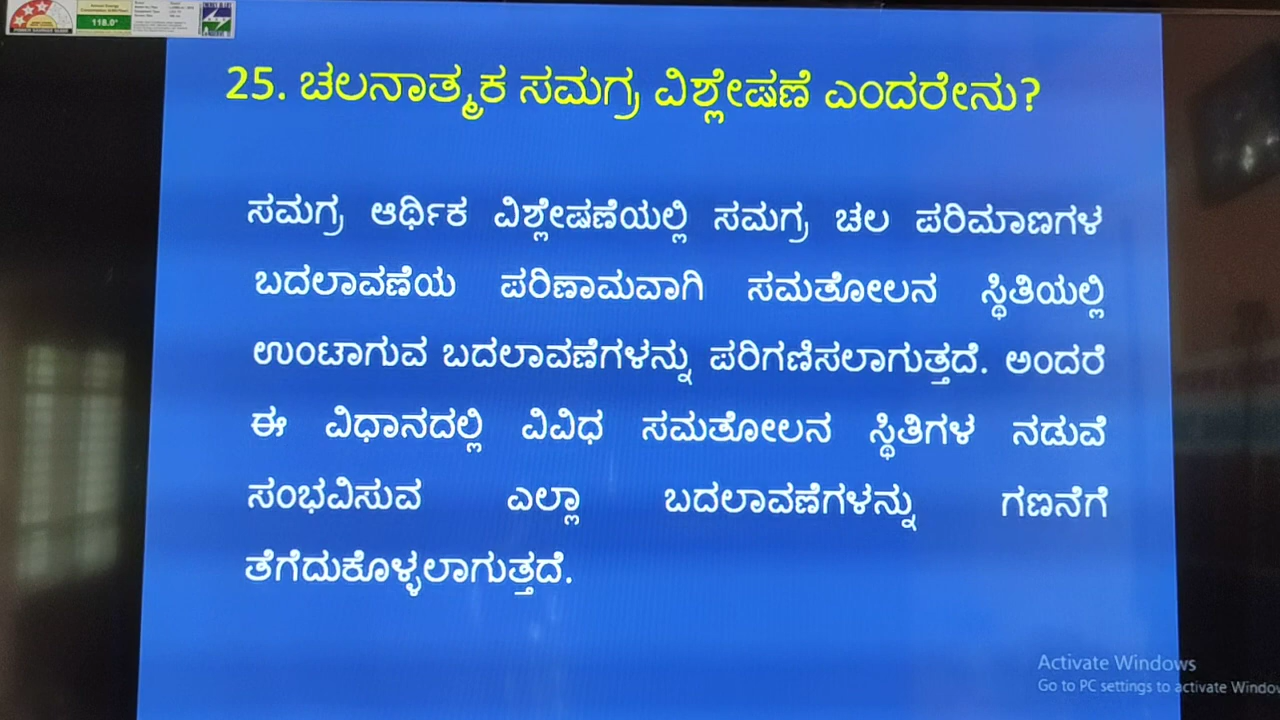 118.0*
25. ಚಲನಾತ್ಮಕ ಸಮಗ್ರ ವಿಶ್ಲೇಷಣೆ ಎಂದರೇನು?
ಸಮಗ್ರ ಆರ್ಥಿಕ ವಿಶ್ಲೇಷಣೆಯಲ್ಲಿ ಸಮಗ್ರ ಚಲ ಪರಿಮಾಣಗಳ
ಬದಲಾವಣೆಯ ಪರಿಣಾಮವಾಗಿ ಸಮತೋಲನ ಸ್ಥಿತಿಯಲ್ಲಿ
ಉಂಟಾಗುವ ಬದಲಾವಣೆಗಳನ್ನು ಪರಿಗಣಿಸಲಾಗುತ್ತದೆ. ಅಂದರೆ
ಈ ವಿಧಾನದಲ್ಲಿ ವಿವಿಧ ಸಮತೋಲನ ಸ್ಥಿತಿಗಳ ನಡುವೆ
ಸಂಭವಿಸುವ ಎಲ್ಲಾ ಬದಲಾವಣೆಗಳನ್ನು ಗಣನೆಗೆ
ತೆಗೆದುಕೊಳ್ಳಲಾಗುತ್ತದೆ.
Activate Windows
Go to PC settings to activate Window